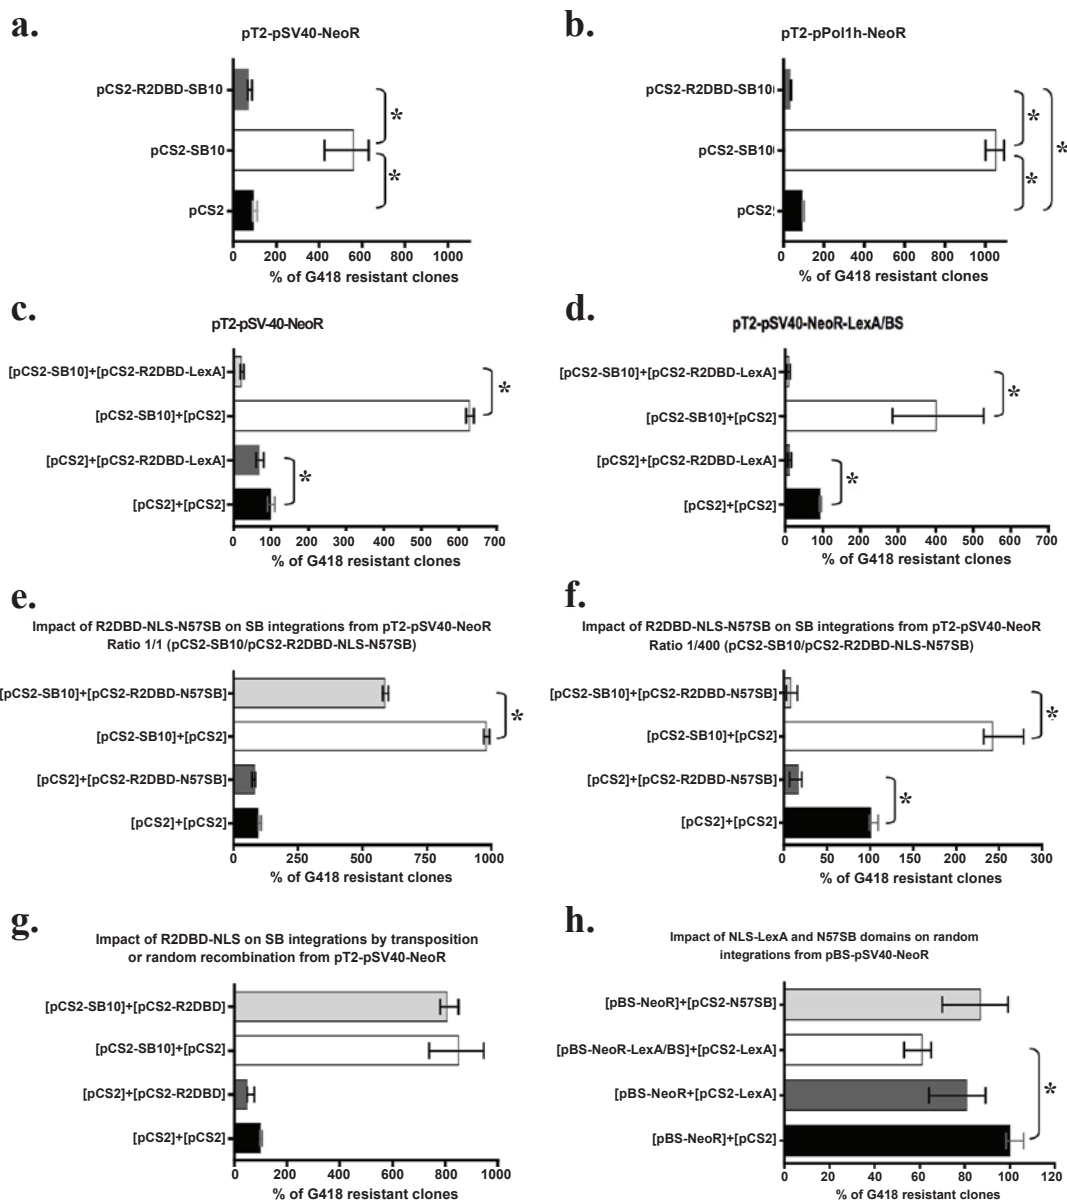 a.
pT2-pSV40-NeoR
pCS2-R2DBD-SB10
pCS2-SB10
pCS2
*
*
0 200 400 600 800 1000
% of G418 resistant clones
b.
pT2-pPol1h-NeoR
pCS2-R2DBD-SB10
pCS2-SB10
pCS2
*
*
*
0 200 400 600 800 1000
% of G418 resistant clones
c.
pT2-pSV-40-NeoR
[pCS2-SB10]+[pCS2-R2DBD-LexA]
[pCS2-SB10]+[pCS2]
[pCS2]+[pCS2-R2DBD-LexA]
[pCS2]+[pCS2]
*
*
0 100 200 300 400 500 600 700
% of G418 resistant clones
d.
pT2-pSV40-NeoR-LexA/BS
[pCS2-SB10]+[pCS2-R2DBD-LexA]
[pCS2-SB10]+[pCS2]
[pCS2]+[pCS2-R2DBD-LexA]
[pCS2]+[pCS2]
*
*
0 100 200 300 400 500 600 700
% of G418 resistant clones
e.
Impact of R2DBD-NLS-N57SB on SB integrations from pT2-pSV40-NeoR
Ratio 1/1 (pCS2-SB10/pCS2-R2DBD-NLS-N57SB)
[pCS2-SB10]+[pCS2-R2DBD-N57SB]
[pCS2-SB10]+[pCS2]
[pCS2]+[pCS2-R2DBD-N57SB]
[pCS2]+[pCS2]
*
0 250 500 750 1000
% of G418 resistant clones
f.
Impact of R2DBD-NLS-N57SB on SB integrations from pT2-pSV40-NeoR
Ratio 1/400 (pCS2-SB10/pCS2-R2DBD-NLS-N57SB)
[pCS2-SB10]+[pCS2-R2DBD-N57SB]
[pCS2-SB10]+[pCS2]
[pCS2]+[pCS2-R2DBD-N57SB]
[pCS2]+[pCS2]
*
*
0 50 100 150 200 250 300
% of G418 resistant clones
g.
Impact of R2DBD-NLS on SB integrations by transposition
or random recombination from pT2-pSV40-NeoR
[pCS2-SB10]+[pCS2-R2DBD]
[pCS2-SB10]+[pCS2]
[pCS2]+[pCS2-R2DBD]
[pCS2]+[pCS2]
0 200 400 600 800 1000
% of G418 resistant clones
h.
Impact of NLS-LexA and N57SB domains on random
integrations from pBS-pSV40-NeoR
[pBS-NeoR]+[pCS2-N57SB]
[pBS-NeoR-LexA/BS]+[pCS2-LexA]
[pBS-NeoR+[pCS2-LexA]
[pBS-NeoR]+[pCS2]
*
0 20 40 60 80 100 120
% of G418 resistant clones